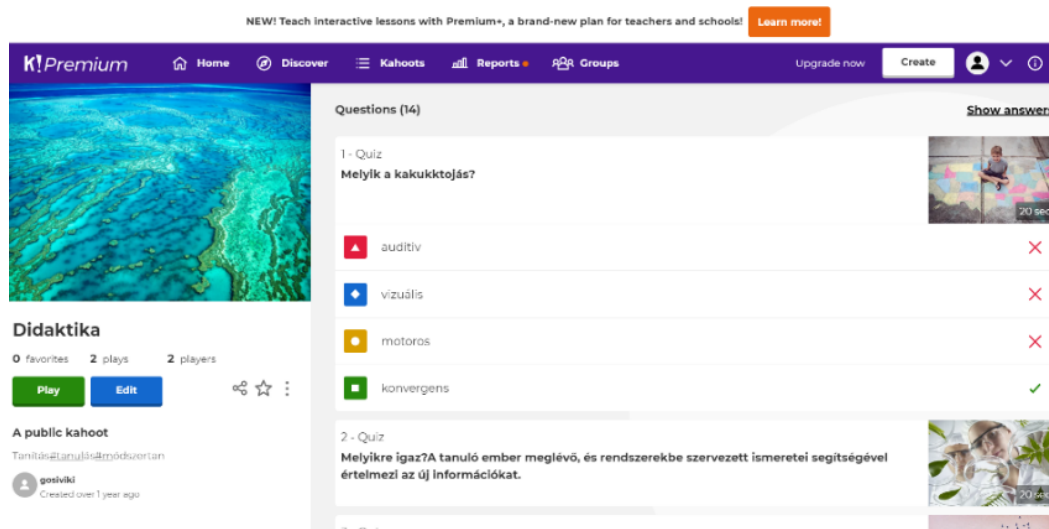 NEW! Teach interactive lessons with Premium+, a brand-new plan for teachers and schools! Learn more!
K! Premium Home Discover Kahoots Reports Groups Upgrade now Create
Questions (14) Show answers
1 - Quiz
Melyik a kakukktojás?
20 sec
auditív
vizuális
motoros
konvergens
Didaktika
0 favorites 2 plays 2 players
Play Edit
A public kahoot
Tanítás#tanulás#módszortan
gosiviki
Created over 1 year ago
2 - Quiz
Melyikre igaz?A tanuló ember meglévő, és rendszerekbe szervezett ismeretei segítségével
értelmezi az új információkat.
20 sec